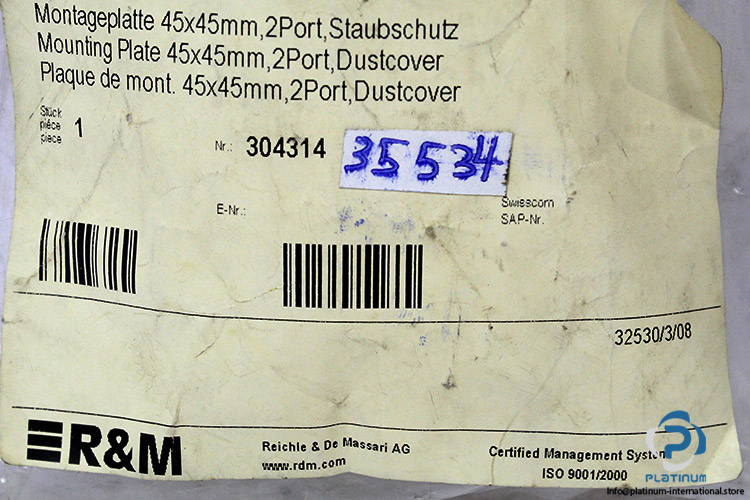 Montageplatte 45x45mm,2Port,Staubschutz
Mounting Plate 45x45mm,2Port,Dustcover
Plaque de mont. 45x45mm,2Port,Dustcover
Stück
pièce
piece
1
Nr.: 304314
35534
E-Nr.:
Swisscom
SAP-Nr.
32530/3/08
R&M
Reichle & De Massari AG
www.rdm.com
Certified Management System
ISO 9001/2000
PLATINUM
info@platinum-international.store